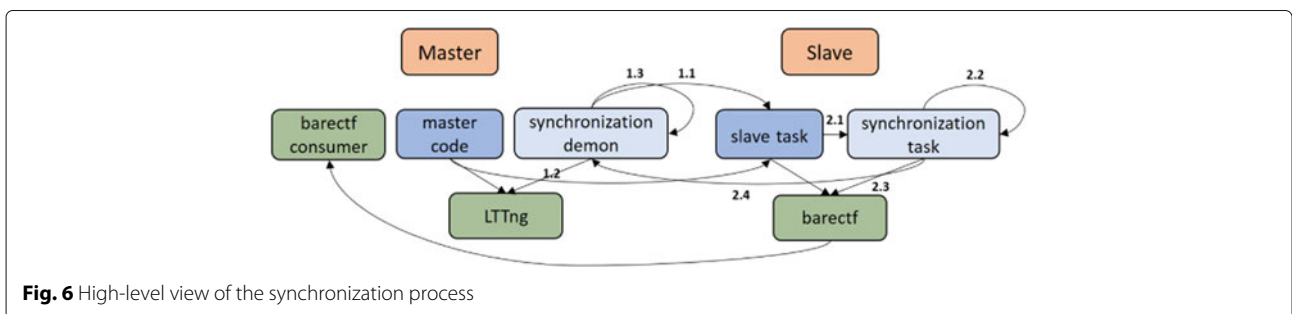 Master
Slave
1.3
1.1
2.2
barectf
consumer
master
code
synchronization
demon
slave task
2.1
synchronization
task
1.2
2.4
2.3
LTTng
barectf
Fig. 6 High-level view of the synchronization process